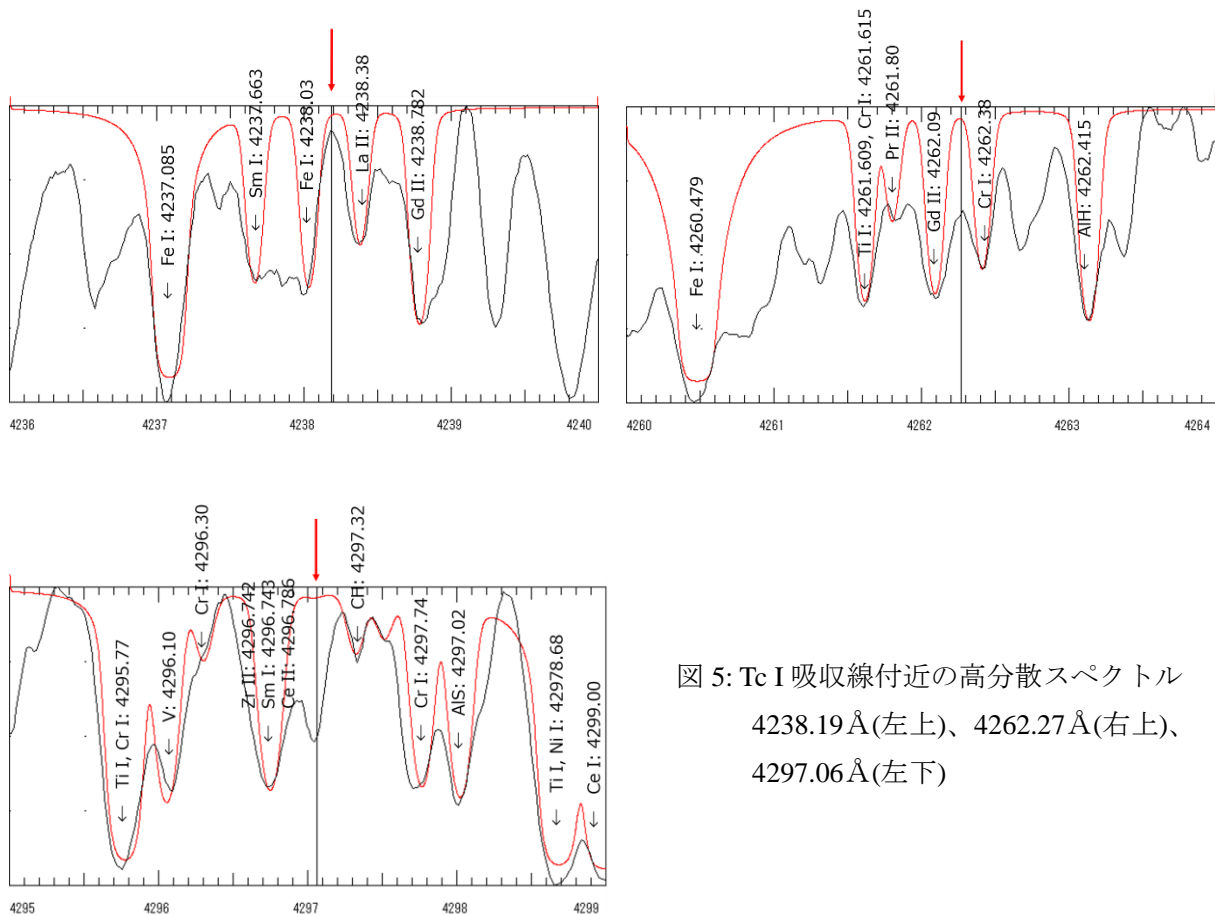 Fe I: 4237.085
Sm I: 4237.663
Fe I: 4238.03
La II: 4238.38
Gd II: 4238.782
4236
4237
4238
4239
4240
Fe I: 4260.479
Ti I: 4261.609, Cr I: 4261.615
Pr II: 4261.80
Gd II: 4262.09
Cr I: 4262.38
AlH: 4262.415
4260
4261
4262
4263
4264
Ti I, Cr I: 4295.77
V: 4296.10
Cr I: 4296.30
Zr II: 4296.742
Sm I: 4296.743
Ce II: 4296.786
CH: 4297.32
Cr I: 4297.74
AlS: 4297.02
Ti I, Ni I: 42978.68
Ce I: 4299.00
4295
4296
4297
4298
4299
図 5: Tc I 吸収線付近の高分散スペクトル
4238.19Å(左上)、4262.27Å(右上)、
4297.06Å(左下)